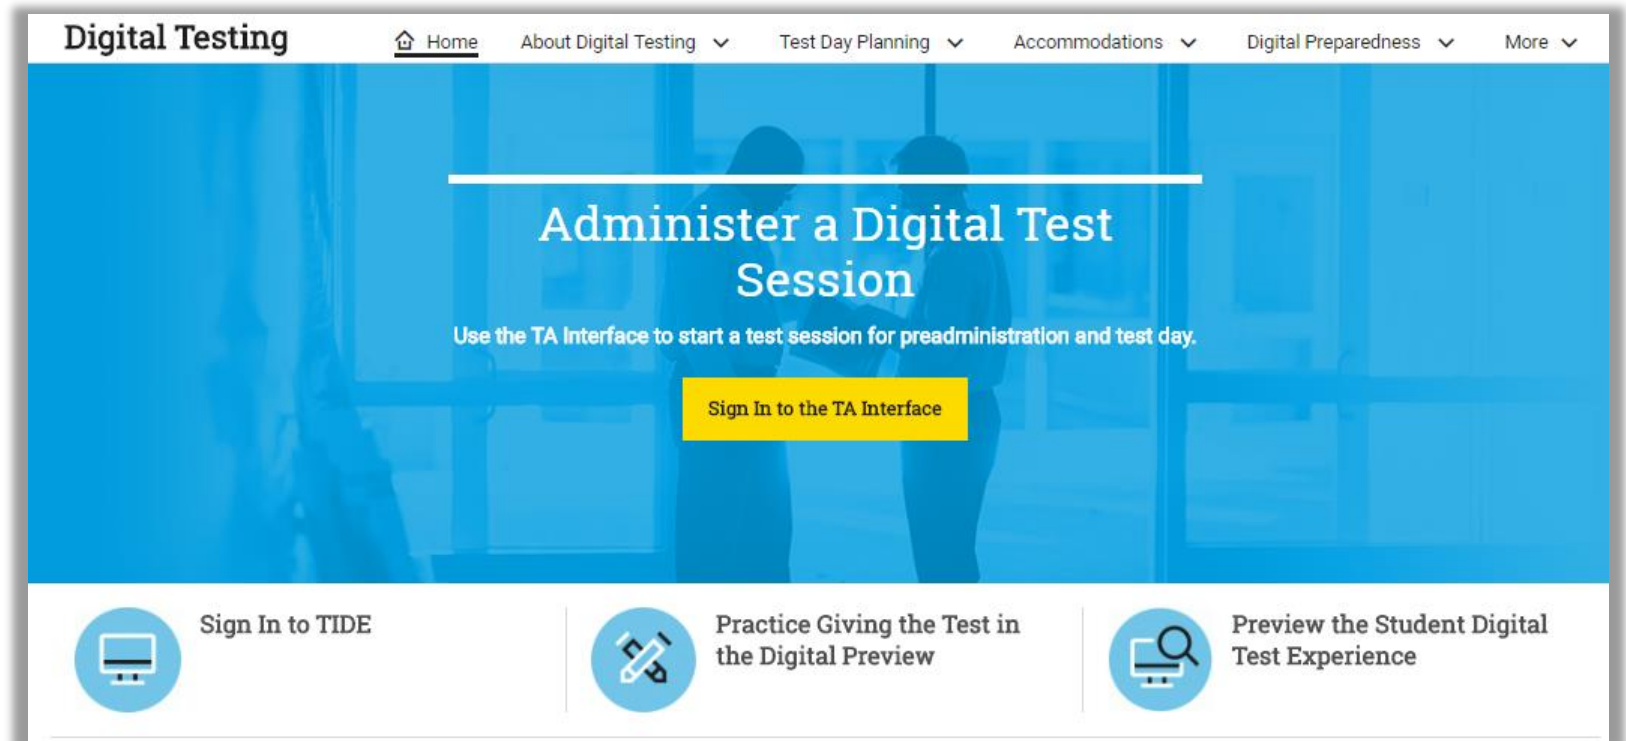 Digital Testing
Home
About Digital Testing
Test Day Planning
Accommodations
Digital Preparedness
More
Administer a Digital Test
Session
Use the TA Interface to start a test session for preadministration and test day.
Sign In to the TA Interface
Sign In to TIDE
Practice Giving the Test in
the Digital Preview
Preview the Student Digital
Test Experience